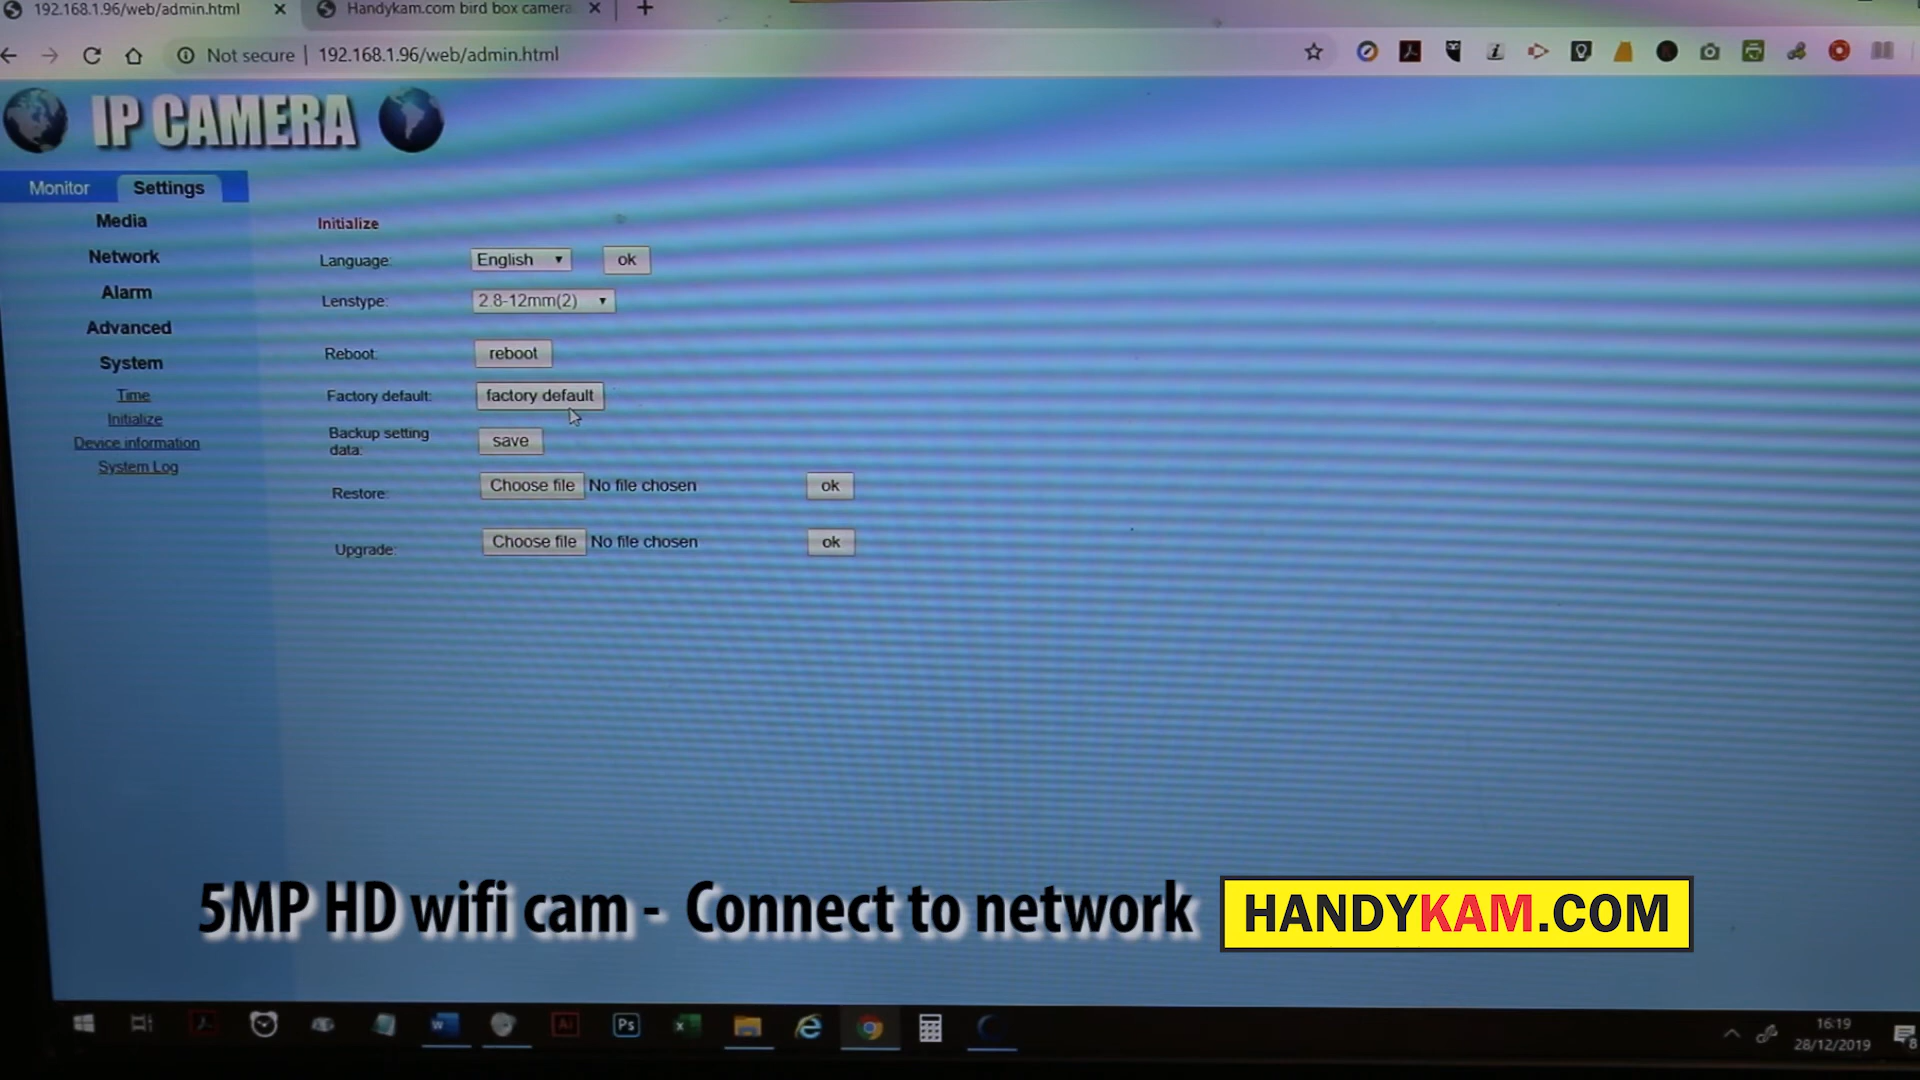 192.168.1.96/web/admin.html
Handykam.com bird box camera
Not secure | 192.168.1.96/web/admin.html
IP CAMERA
Monitor
Settings
Media
Network
Alarm
Advanced
System
Time
Initialize
Device information
System Log
Initialize
Language: English ok
Lenstype: 2.8-12mm(2)
Reboot: reboot
Factory default: factory default
Backup setting
data: save
Restore: Choose file No file chosen ok
Upgrade: Choose file No file chosen ok
5MP HD wifi cam - Connect to network
HANDYKAM.COM
Ai
Ps
16:19
28/12/2019
8